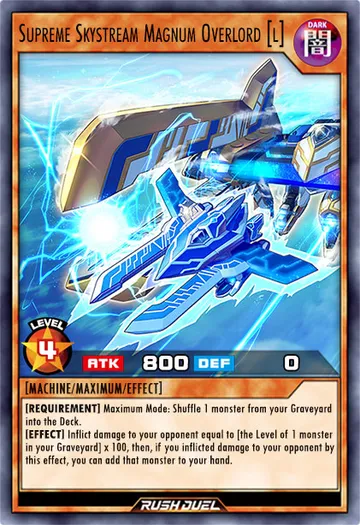 Supreme Skystream Magnum Overlord [L]
DARK
闇
LEVEL
4
ATK 800 DEF 0
[MACHINE/MAXIMUM/EFFECT]
[REQUIREMENT] Maximum Mode: Shuffle 1 monster from your Graveyard
into the Deck.
[EFFECT] Inflict damage to your opponent equal to [the Level of 1 monster
in your Graveyard] x 100, then, if you inflicted damage to your opponent by
this effect, you can add that monster to your hand.
RUSH DUEL